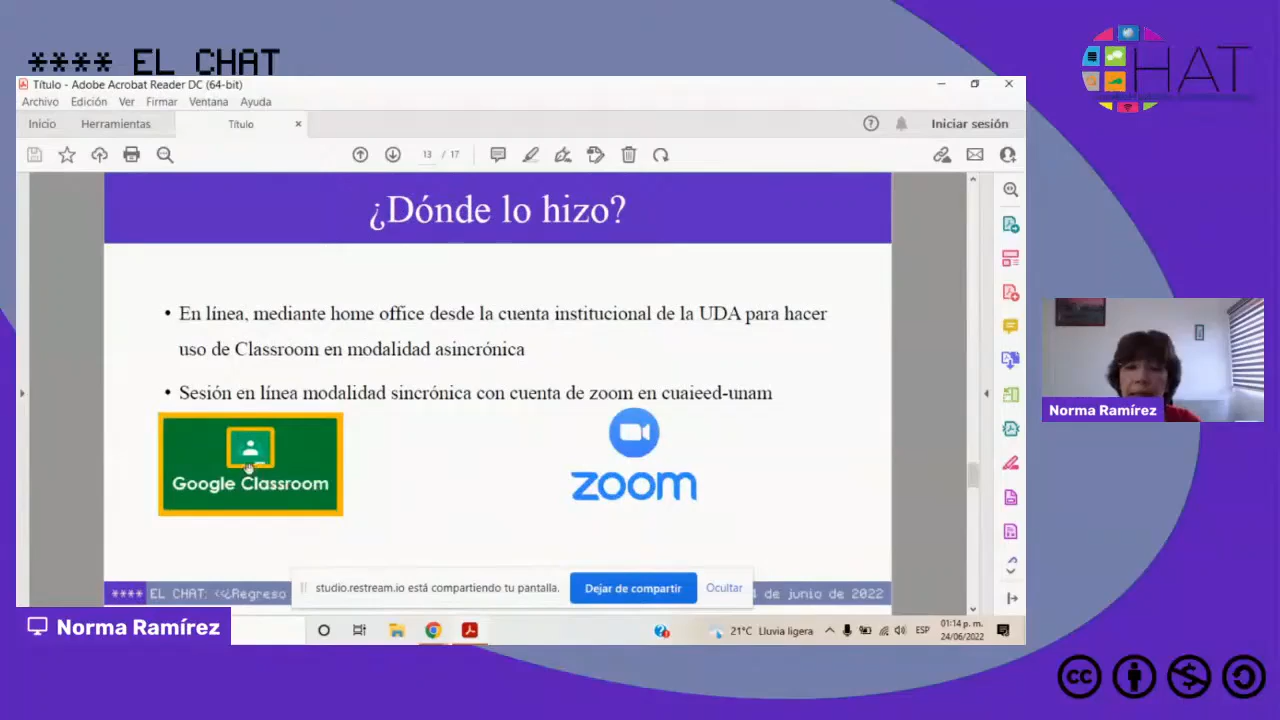 **** EL CHAT
HAT
Título - Adobe Acrobat Reader DC (64-bit)
Archivo Edición Ver Firmar Ventana Ayuda
Inicio Herramientas Título × Iniciar sesión
13 / 17
¿Dónde lo hizo?
• En línea, mediante home office desde la cuenta institucional de la UDA para hacer
uso de Classroom en modalidad asincrónica
• Sesión en línea modalidad sincrónica con cuenta de zoom en cuaieed-unam
Google Classroom
zoom
Norma Ramírez
studio.restream.io está compartiendo tu pantalla. Dejar de compartir Ocultar
**** EL CHAT: <<¿Regreso
de junio de 2022
Norma Ramírez
21°C Lluvia ligera ESP 01:14 p. m.
24/06/2022
cc